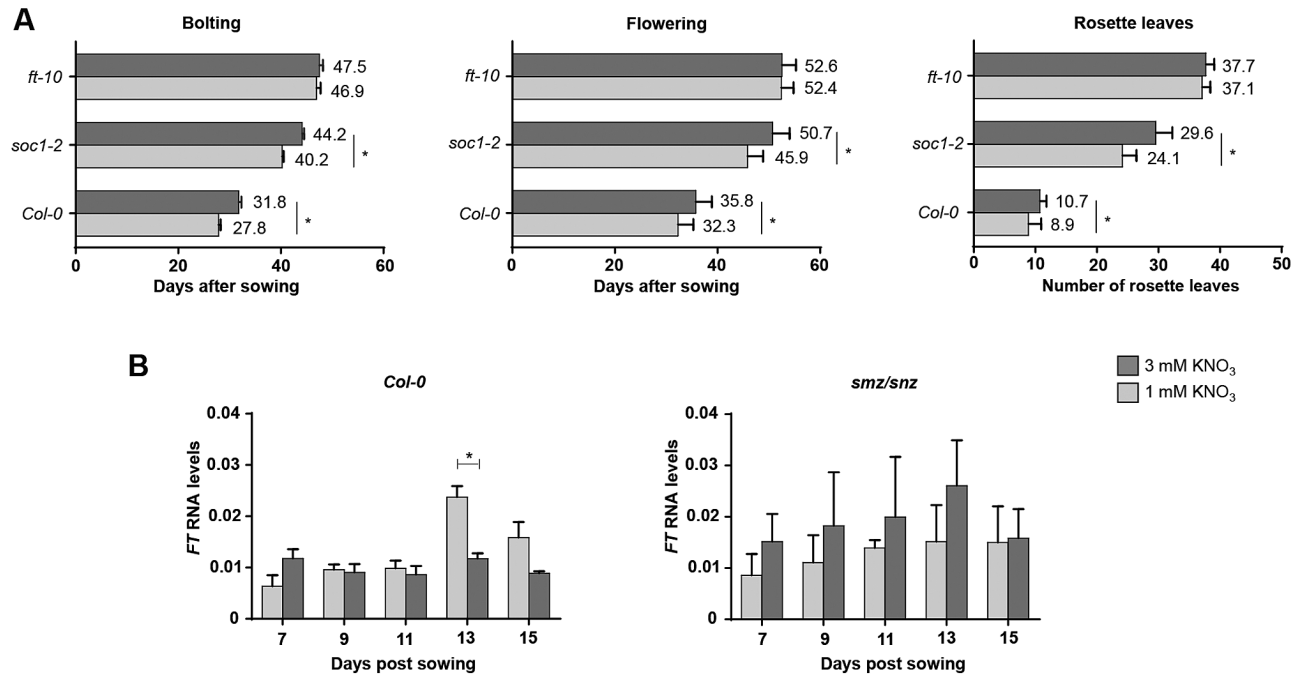 A
Bolting
ft-10
47.5
46.9
soc1-2
44.2
40.2
*
Col-0
31.8
27.8
*
0 20 40 60
Days after sowing
Flowering
ft-10
52.6
52.4
soc1-2
50.7
45.9
*
Col-0
35.8
32.3
*
0 20 40 60
Days after sowing
Rosette leaves
ft-10
37.7
37.1
soc1-2
29.6
24.1
*
Col-0
10.7
8.9
*
0 10 20 30 40 50
Number of rosette leaves
3 mM KNO₃
1 mM KNO₃
B
Col-0
FT RNA levels
0.04
0.03
0.02
0.01
0
*
7 9 11 13 15
Days post sowing
smz/snz
FT RNA levels
0.04
0.03
0.02
0.01
0
7 9 11 13 15
Days post sowing